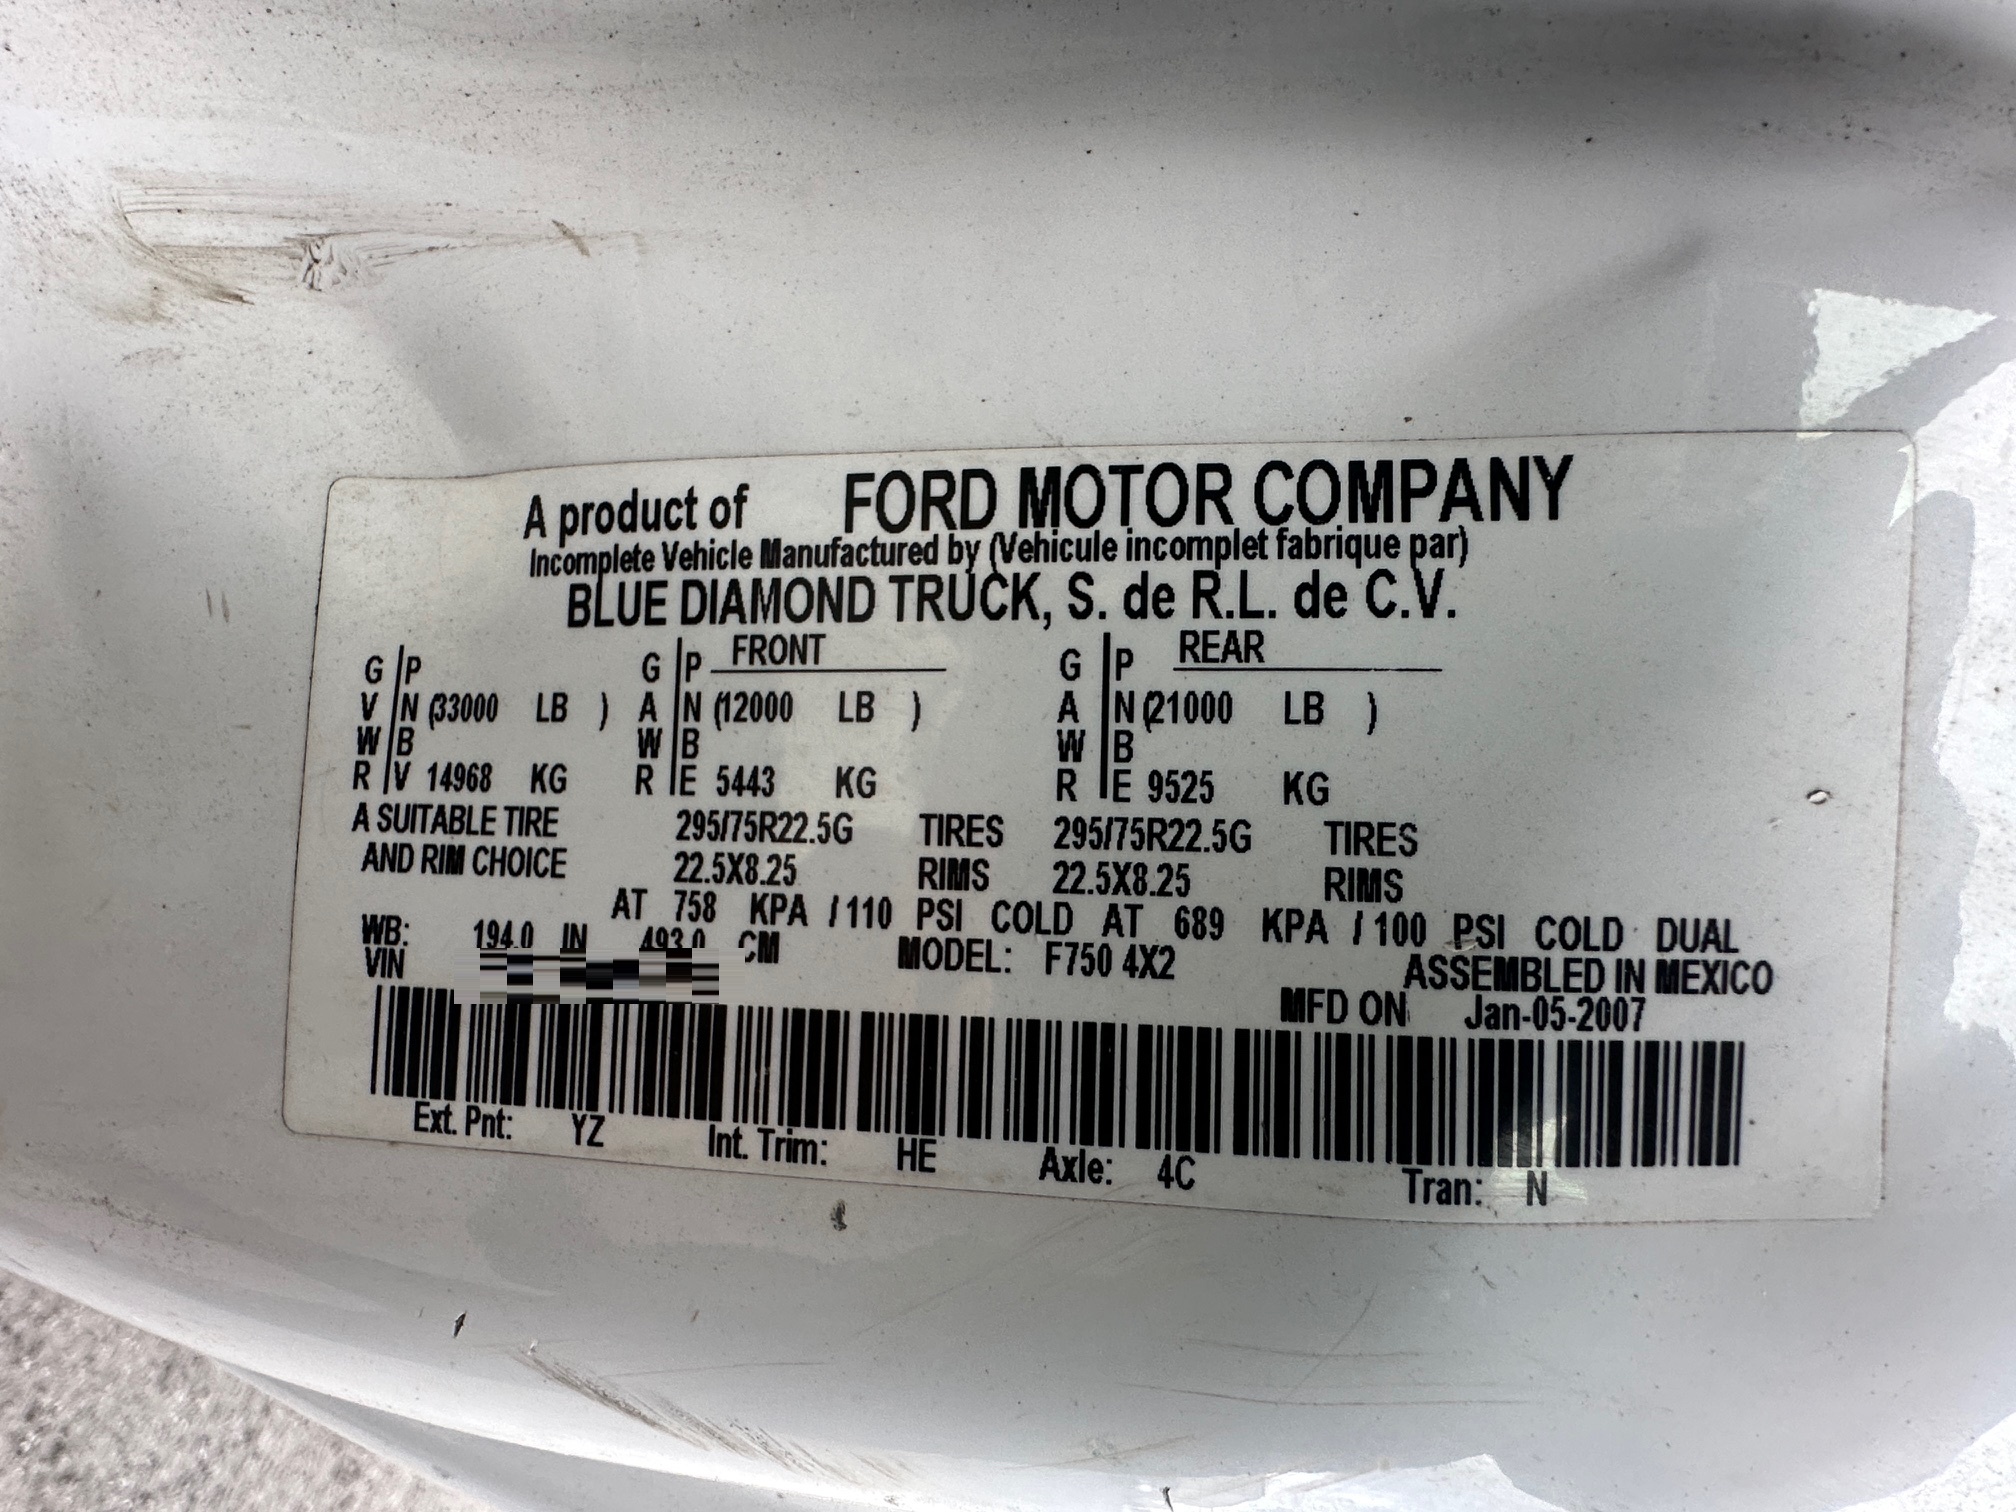 A product of FORD MOTOR COMPANY
Incomplete Vehicle Manufactured by (Vehicule incomplet fabrique par)
BLUE DIAMOND TRUCK, S. de R.L. de C.V.
G P G P FRONT G P REAR
V N (33000 LB ) A N (12000 LB ) A N (21000 LB )
W B W B W B
R V 14968 KG R E 5443 KG R E 9525 KG
A SUITABLE TIRE 295/75R22.5G TIRES 295/75R22.5G TIRES
AND RIM CHOICE 22.5X8.25 RIMS 22.5X8.25 RIMS
AT 758 KPA / 110 PSI COLD AT 689 KPA / 100 PSI COLD DUAL
WB: 194.0 IN 493.0 CM MODEL: F750 4X2 ASSEMBLED IN MEXICO
VIN MFD ON Jan-05-2007
Ext. Pnt: YZ Int. Trim: HE Axle: 4C Tran: N